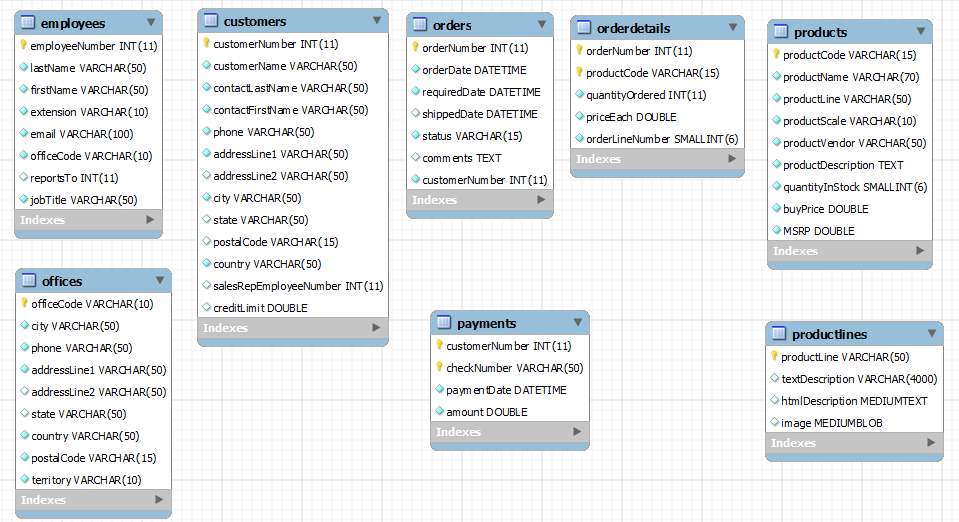 employees
employeeNumber INT(11)
lastName VARCHAR(50)
firstName VARCHAR(50)
extension VARCHAR(10)
email VARCHAR(100)
officeCode VARCHAR(10)
reportsTo INT(11)
jobTitle VARCHAR(50)
Indexes
customers
customerNumber INT(11)
customerName VARCHAR(50)
contactLastName VARCHAR(50)
contactFirstName VARCHAR(50)
phone VARCHAR(50)
addressLine1 VARCHAR(50)
addressLine2 VARCHAR(50)
city VARCHAR(50)
state VARCHAR(50)
postalCode VARCHAR(15)
country VARCHAR(50)
salesRepEmployeeNumber INT(11)
creditLimit DOUBLE
Indexes
orders
orderNumber INT(11)
orderDate DATETIME
requiredDate DATETIME
shippedDate DATETIME
status VARCHAR(15)
comments TEXT
customerNumber INT(11)
Indexes
orderdetails
orderNumber INT(11)
productCode VARCHAR(15)
quantityOrdered INT(11)
priceEach DOUBLE
orderLineNumber SMALLINT(6)
Indexes
products
productCode VARCHAR(15)
productName VARCHAR(70)
productLine VARCHAR(50)
productScale VARCHAR(10)
productVendor VARCHAR(50)
productDescription TEXT
quantityInStock SMALLINT(6)
buyPrice DOUBLE
MSRP DOUBLE
Indexes
offices
officeCode VARCHAR(10)
city VARCHAR(50)
phone VARCHAR(50)
addressLine1 VARCHAR(50)
addressLine2 VARCHAR(50)
state VARCHAR(50)
country VARCHAR(50)
postalCode VARCHAR(15)
territory VARCHAR(10)
Indexes
payments
customerNumber INT(11)
checkNumber VARCHAR(50)
paymentDate DATETIME
amount DOUBLE
Indexes
productlines
productLine VARCHAR(50)
textDescription VARCHAR(4000)
htmlDescription MEDIUMTEXT
image MEDIUMBLOB
Indexes